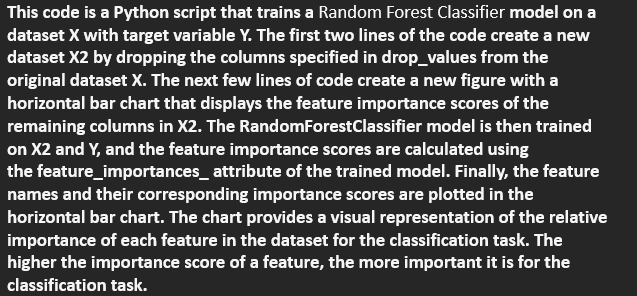 This code is a Python script that trains a Random Forest Classifier model on a
dataset X with target variable Y. The first two lines of the code create a new
dataset X2 by dropping the columns specified in drop_values from the
original dataset X. The next few lines of code create a new figure with a
horizontal bar chart that displays the feature importance scores of the
remaining columns in X2. The RandomForestClassifier model is then trained
on X2 and Y, and the feature importance scores are calculated using
the feature_importances_ attribute of the trained model. Finally, the feature
names and their corresponding importance scores are plotted in the
horizontal bar chart. The chart provides a visual representation of the relative
importance of each feature in the dataset for the classification task. The
higher the importance score of a feature, the more important it is for the
classification task.